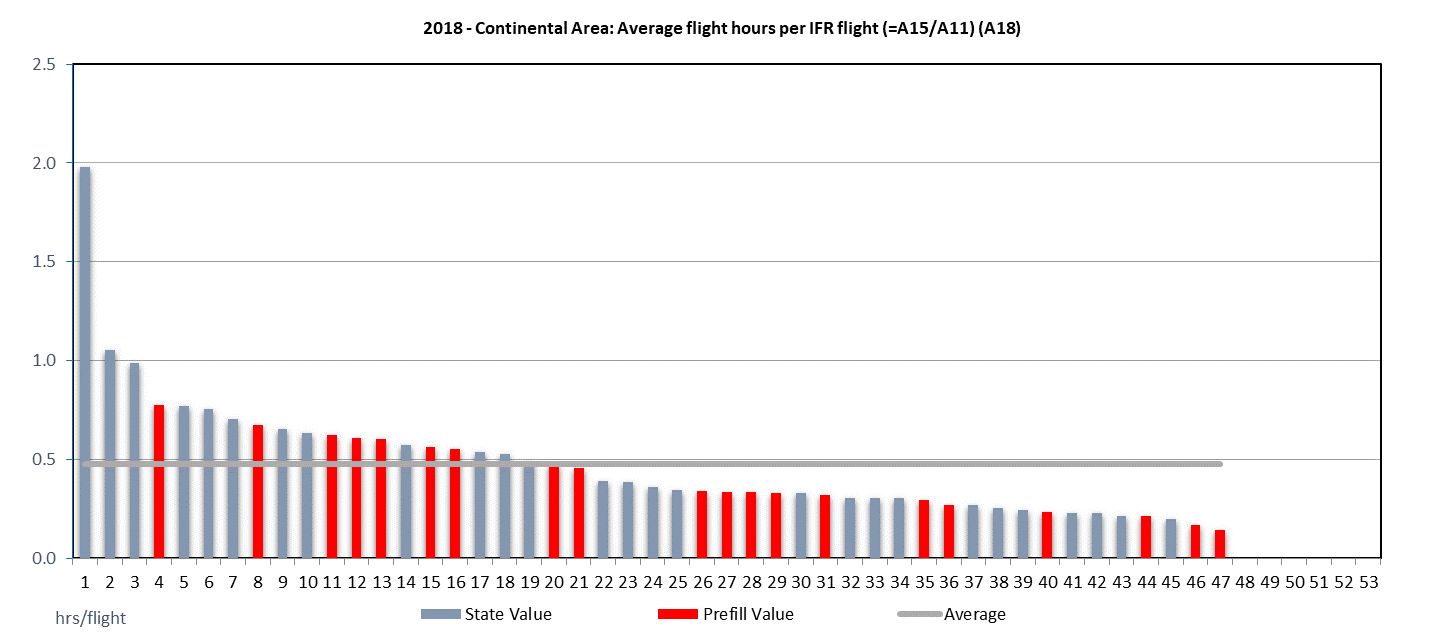 2018 - Continental Area: Average flight hours per IFR flight (=A15/A11) (A18)
2.5
2.0
1.5
1.0
0.5
0.0
1 2 3 4 5 6 7 8 9 10 11 12 13 14 15 16 17 18 19 20 21 22 23 24 25 26 27 28 29 30 31 32 33 34 35 36 37 38 39 40 41 42 43 44 45 46 47 48 49 50 51 52 53
hrs/flight State Value Prefill Value Average